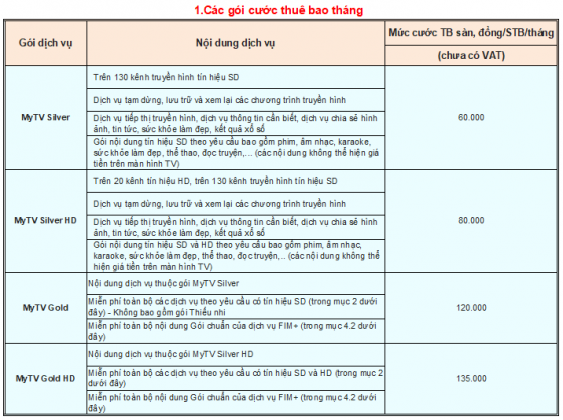 1.Các gói cước thuê bao tháng
Gói dịch vụ
Nội dung dịch vụ
Mức cước TB sàn, đồng/STB/tháng
(chưa có VAT)
MyTV Silver
Trên 130 kênh truyền hình tín hiệu SD
Dịch vụ tạm dừng, lưu trữ và xem lại các chương trình truyền hình
Dịch vụ tiếp thị truyền hình, dịch vụ thông tin cần biết, dịch vụ chia sẻ hình
ảnh, tin tức, sức khỏe làm đẹp, kết quả xổ số
Gói nội dung tín hiệu SD theo yêu cầu bao gồm phim, âm nhạc, karaoke,
sức khỏe làm đẹp, thể thao, đọc truyện,... (các nội dung không thể hiện giá
tiền trên màn hình TV)
60.000
MyTV Silver HD
Trên 20 kênh tín hiệu HD, trên 130 kênh truyền hình tín hiệu SD
Dịch vụ tạm dừng, lưu trữ và xem lại các chương trình truyền hình
Dịch vụ tiếp thị truyền hình, dịch vụ thông tin cần biết, dịch vụ chia sẻ hình
ảnh, tin tức, sức khỏe làm đẹp, kết quả xổ số
Gói nội dung tín hiệu SD và HD theo yêu cầu bao gồm phim, âm nhạc,
karaoke, sức khỏe làm đẹp, thể thao, đọc truyện,.. (các nội dung không thể
hiện giá tiền trên màn hình TV)
80.000
MyTV Gold
Nội dung dịch vụ thuộc gói MyTV Silver
Miễn phí toàn bộ các dịch vụ theo yêu cầu có tín hiệu SD (trong mục 2 dưới
đây) - Không bao gồm gói Thiếu nhi
Miễn phí toàn bộ nội dung Gói chuẩn của dịch vụ FIM+ (trong mục 4.2 dưới
đây)
120.000
MyTV Gold HD
Nội dung dịch vụ thuộc gói MyTV Silver HD
Miễn phí toàn bộ các dịch vụ theo yêu cầu có tín hiệu SD và HD (trong mục 2
dưới đây)
Miễn phí toàn bộ nội dung Gói chuẩn của dịch vụ FIM+ (trong mục 4.2 dưới
đây)
135.000